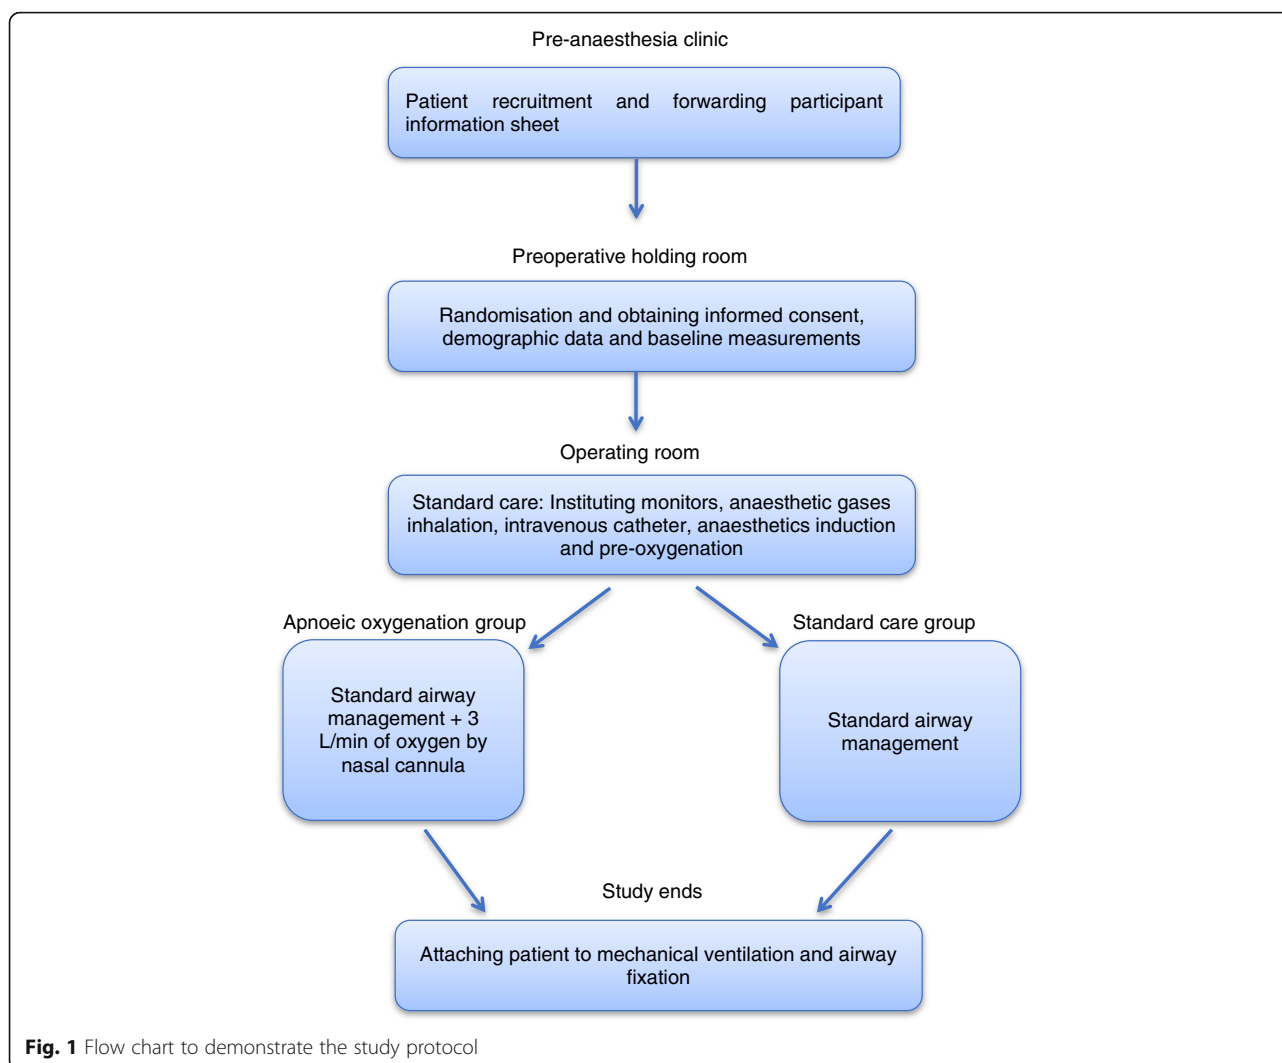 Pre-anaesthesia clinic
Patient recruitment and forwarding participant
information sheet
Preoperative holding room
Randomisation and obtaining informed consent,
demographic data and baseline measurements
Operating room
Standard care: Instituting monitors, anaesthetic gases
inhalation, intravenous catheter, anaesthetics induction
and pre-oxygenation
Apnoeic oxygenation group
Standard airway
management + 3
L/min of oxygen by
nasal cannula
Standard care group
Standard airway
management
Study ends
Attaching patient to mechanical ventilation and airway
fixation
Fig. 1 Flow chart to demonstrate the study protocol